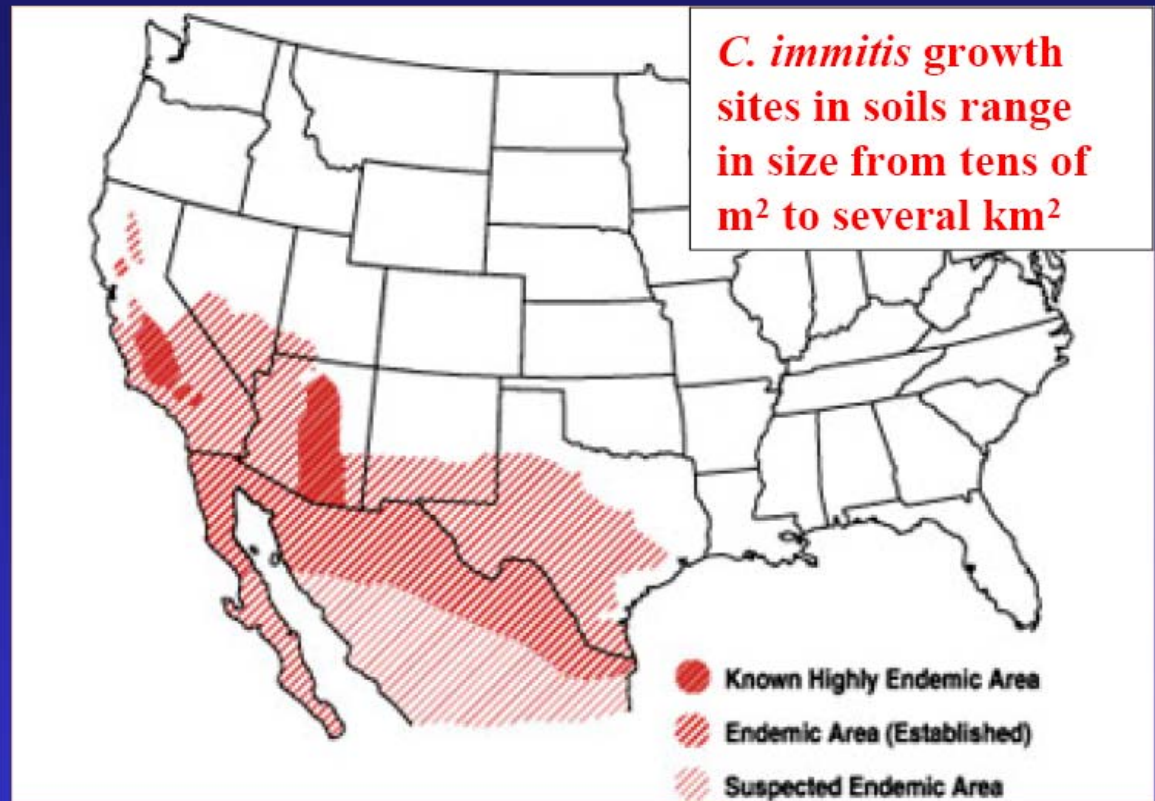 C. immitis growth
sites in soils range
in size from tens of
m² to several km²
Known Highly Endemic Area
Endemic Area (Established)
Suspected Endemic Area